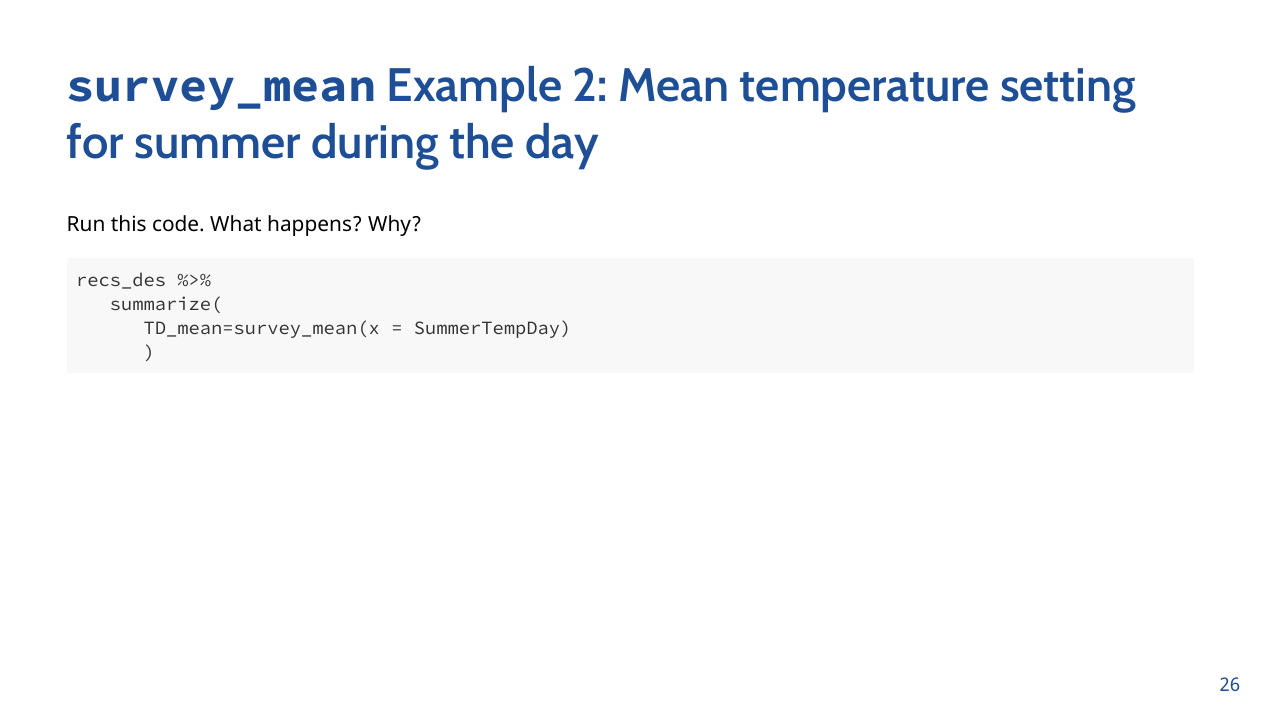 survey_mean Example 2: Mean temperature setting
for summer during the day
Run this code. What happens? Why?
recs_des %>%
   summarize(
      TD_mean=survey_mean(x = SummerTempDay)
      )
26